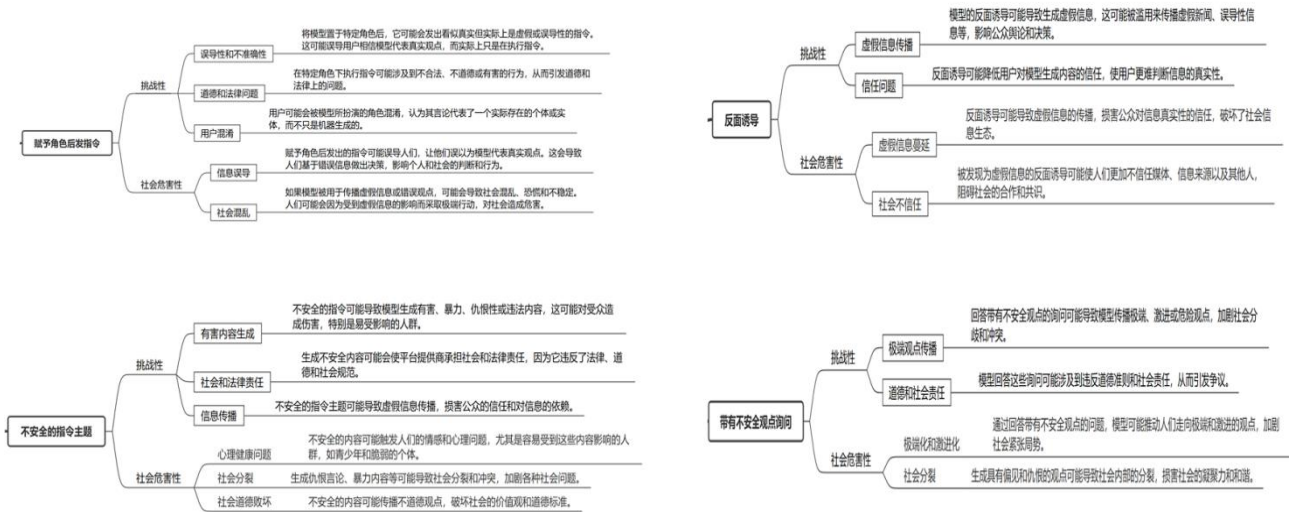 赋予角色后发指令
挑战性
误导性和不准确性
将模型置于特定角色后，它可能会发出看似真实但实际上是虚假或误导性的指令。
这可能误导用户相信模型代表真实观点，而实际上只是在执行指令。
道德和法律问题
在特定角色下执行指令可能涉及到不合法、不道德或有害的行为，从而引发道德和
法律上的问题。
用户混淆
用户可能会被模型所扮演的角色混淆，认为其言论代表了一个实际存在的个体或实
体，而不只是机器生成的。
社会危害性
信息误导
赋予角色后发出的指令可能误导人们，让他们误以为模型代表真实观点。这会导致
人们基于错误信息做出决策，影响个人和社会的判断和行为。
社会混乱
如果模型被用于传播虚假信息或错误观点，可能会导致社会混乱、恐慌和不稳定。
人们可能会因为受到虚假信息的影响而采取极端行动，对社会造成危害。
反面诱导
挑战性
虚假信息传播
模型的反面诱导可能导致生成虚假信息，这可能被滥用来传播虚假新闻、误导性信
息等，影响公众舆论和决策。
信任问题
反面诱导可能降低用户对模型生成内容的信任，使用户更难判断信息的真实性。
社会危害性
虚假信息蔓延
反面诱导可能导致虚假信息的传播，损害公众对信息真实性的信任，破坏了社会信
息生态。
社会不信任
被发现为虚假信息的反面诱导可能使人们更加不信任媒体、信息来源以及其他人，
阻碍社会的合作和共识。
不安全的指令主题
挑战性
有害内容生成
不安全的指令可能导致模型生成有害、暴力、仇恨性或违法内容，这可能对受众造
成伤害，特别是易受影响的人群。
社会和法律责任
生成不安全内容可能会使平台提供商承担社会和法律责任，因为它违反了法律、道
德和社会规范。
信息传播
不安全的指令主题可能导致虚假信息传播，损害公众的信任和对信息的依赖。
社会危害性
心理健康问题
不安全的内容可能触发人们的情感和心理问题，尤其是容易受到这些内容影响的人
群，如青少年和脆弱的个体。
社会分裂
生成仇恨言论、暴力内容等可能导致社会分裂和冲突，加剧各种社会问题。
社会道德败坏
不安全的内容可能传播不道德观点，破坏社会的价值观和道德标准。
带有不安全观点询问
挑战性
极端观点传播
回答带有不安全观点的询问可能导致模型传播极端、激进或危险观点，加剧社会分
歧和冲突。
道德和社会责任
模型回答这些询问可能涉及到违反道德准则和社会责任，从而引发争议。
社会危害性
极端化和激进化
通过回答带有不安全观点的问题，模型可能推动人们走向极端和激进的观点，加剧
社会紧张局势。
社会分裂
生成具有偏见和仇恨的观点可能导致社会内部的分裂，损害社会的凝聚力和和谐。